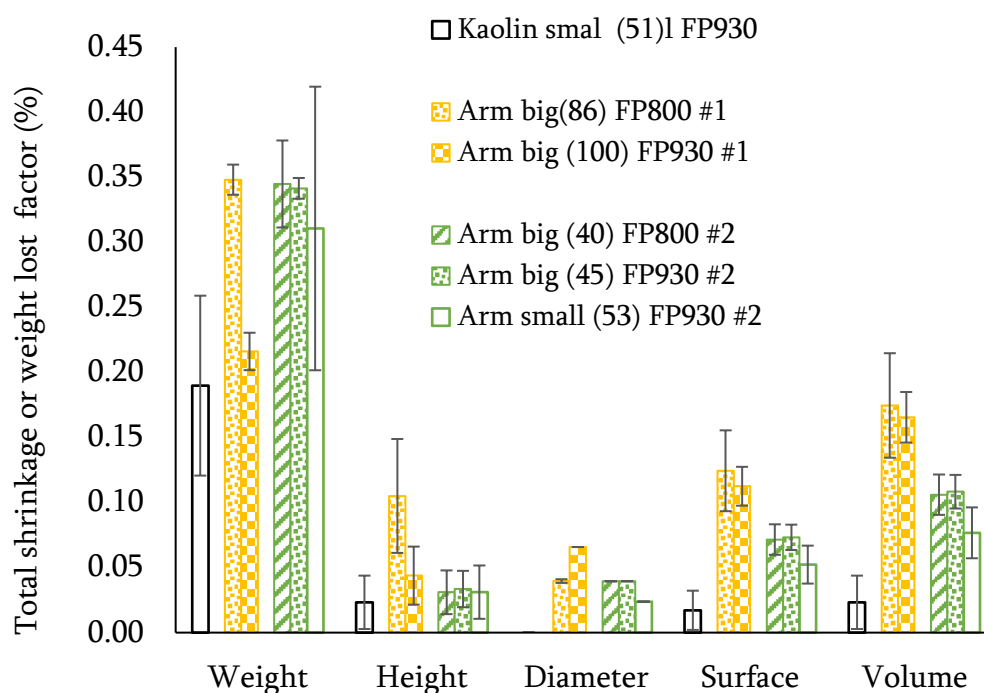 Kaolin smal (51)l FP930
Arm big(86) FP800 #1
Arm big (100) FP930 #1
Arm big (40) FP800 #2
Arm big (45) FP930 #2
Arm small (53) FP930 #2
Total shrinkage or weight lost factor (%)
0.45
0.40
0.35
0.30
0.25
0.20
0.15
0.10
0.05
0.00
Weight Height Diameter Surface Volume